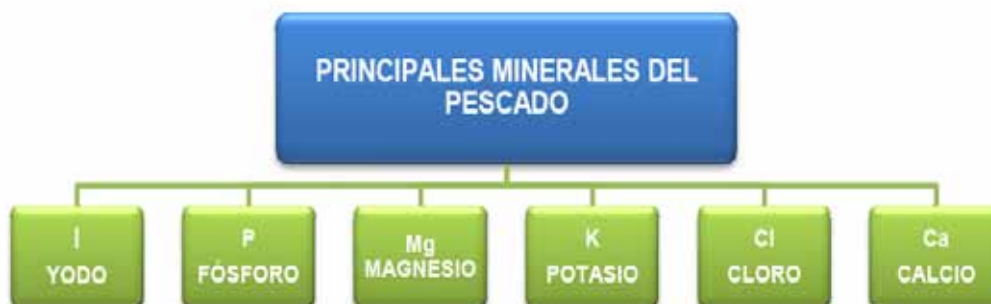 PRINCIPALES MINERALES DEL
PESCADO
I
YODO
P
FÓSFORO
Mg
MAGNESIO
K
POTASIO
Cl
CLORO
Ca
CALCIO